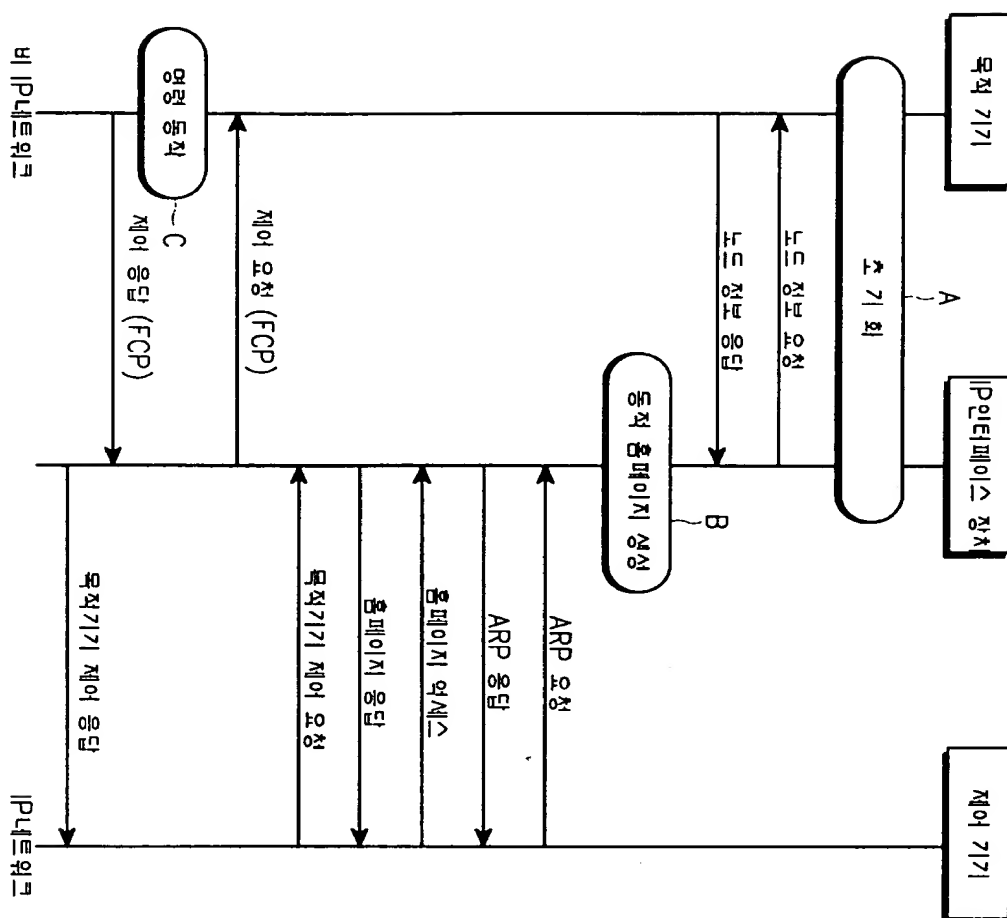 목적 기기
IP인터페이스 장치
제어 기기
초 기 화
A
노드 정보 요청
노드 정보 응답
동적 홈페이지 생성
B
ARP 요청
ARP 응답
홈페이지 억세스
홈페이지 응답
목적기기 제어 요청
제어 요청 (FCP)
명령 동작
C
제어 응답 (FCP)
목적기기 제어 응답
비 IP네트워크
IP네트워크